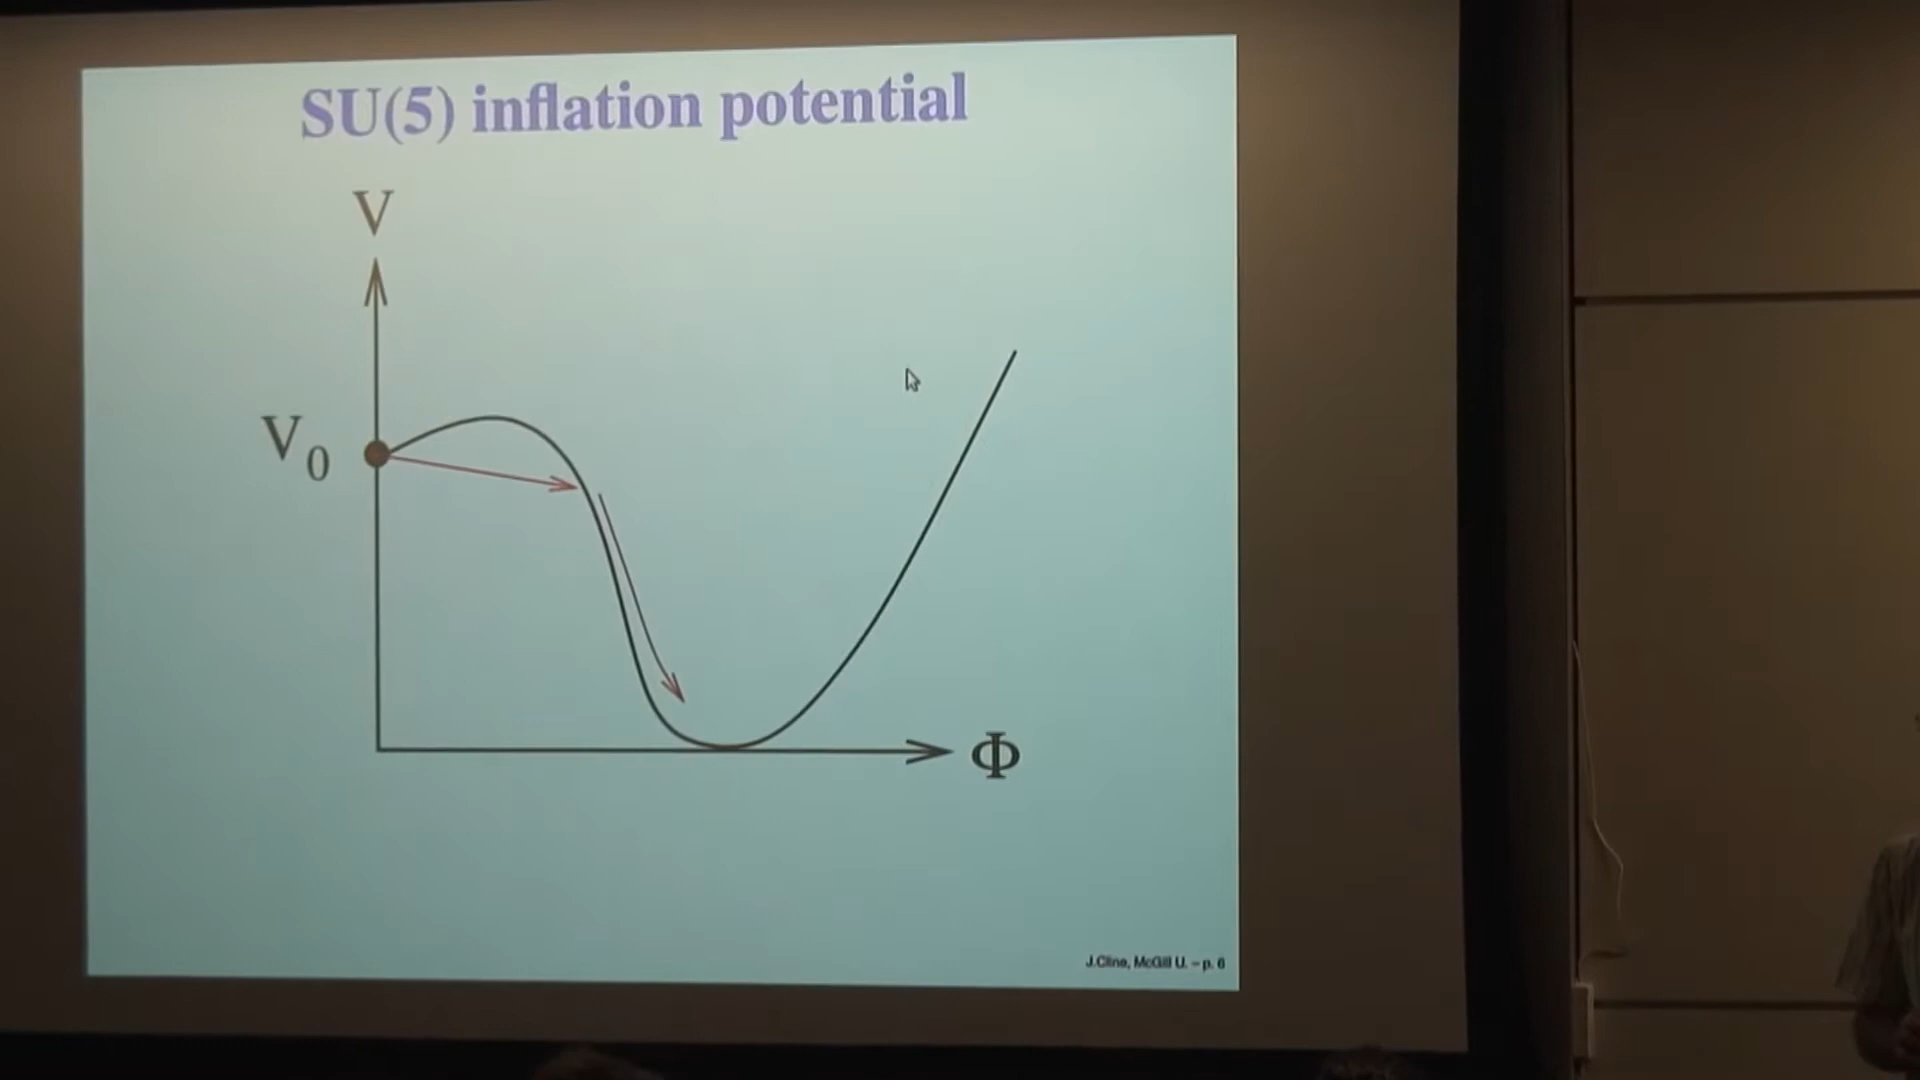 SU(5) inflation potential
V
V0
Φ
J.Cline, McGill U. – p. 6